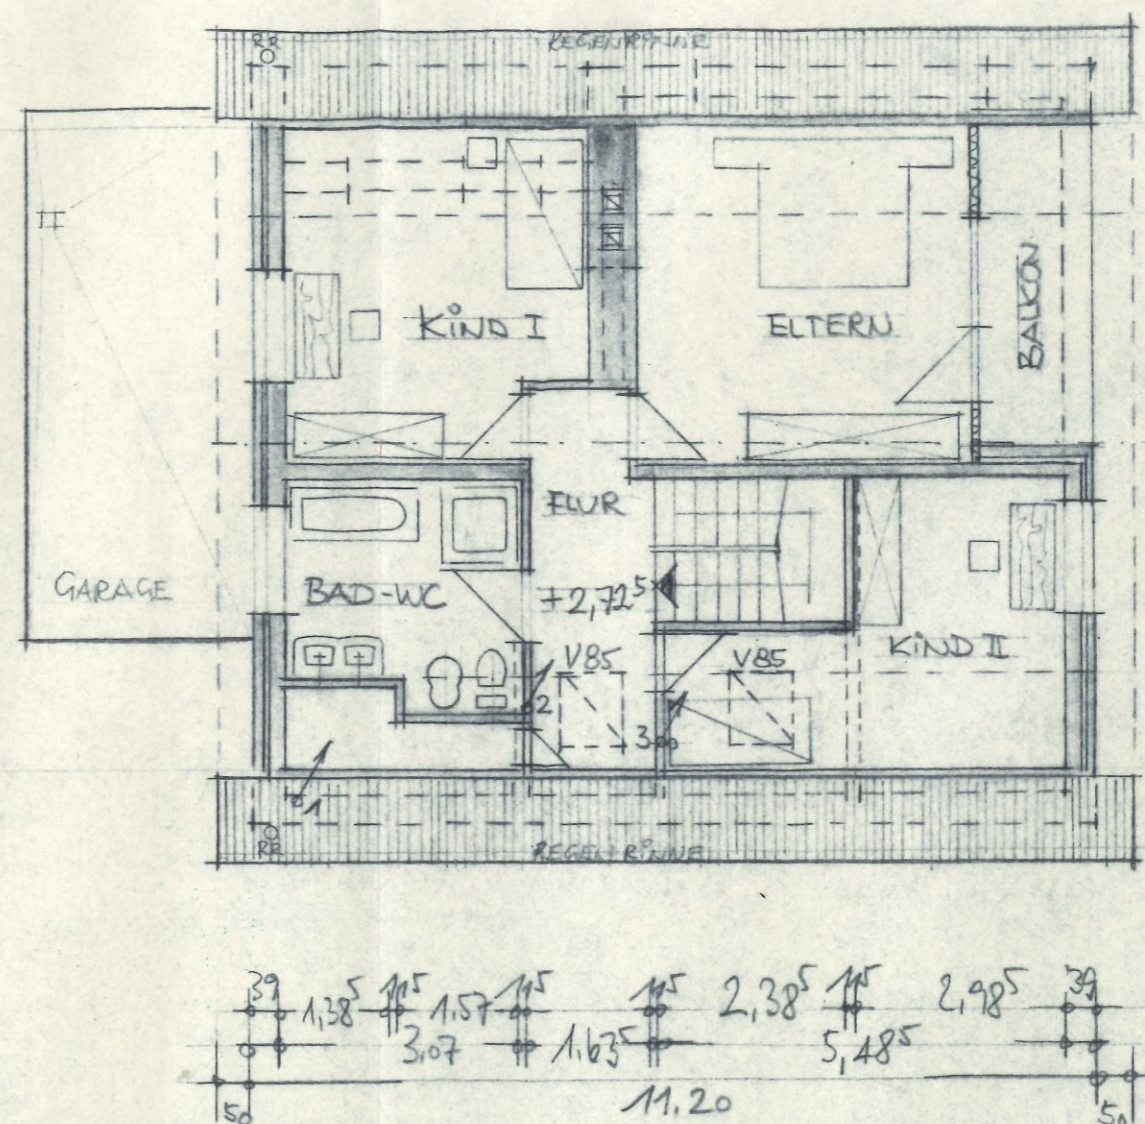 RR
REGENRINNE
KIND I
ELTERN
BALKON
FLUR
GARAGE
BAD-WC
+2,72⁵
KIND II
V85
V85
2
3
1
RR
REGENRINNE
39 1,38⁵ 11⁵ 1.57 11⁵ 11⁵ 2,38⁵ 11⁵ 2,98⁵ 39
3,07 1.63⁵ 5,48⁵
11.20
50 50